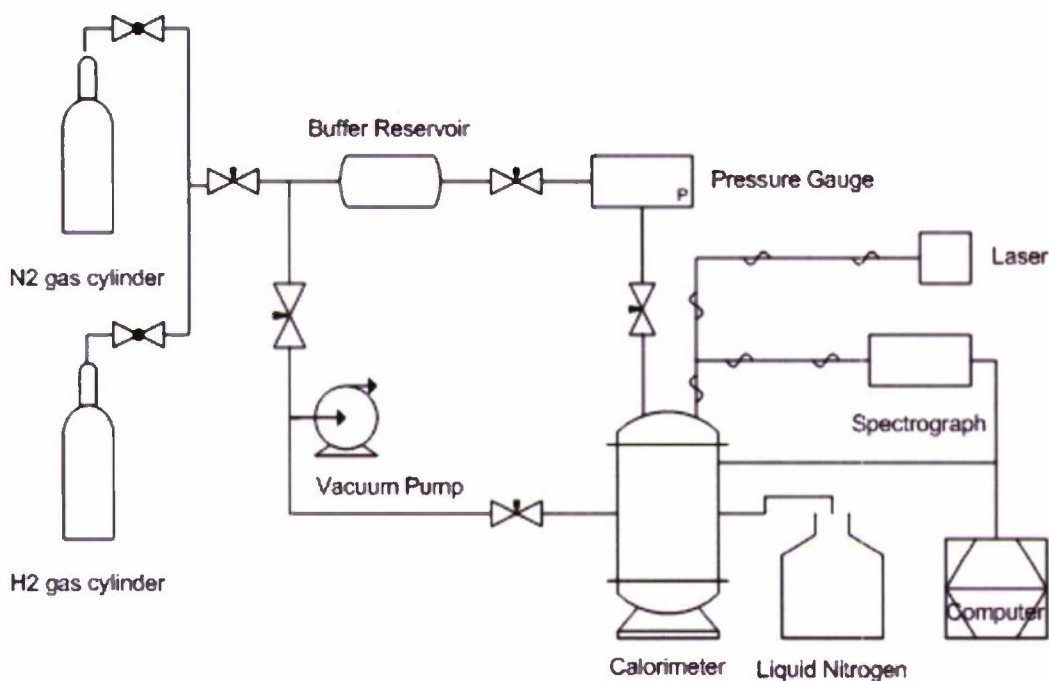 Buffer Reservoir
Pressure Gauge
P
Laser
N2 gas cylinder
Spectrograph
Vacuum Pump
H2 gas cylinder
Computer
Calorimeter
Liquid Nitrogen